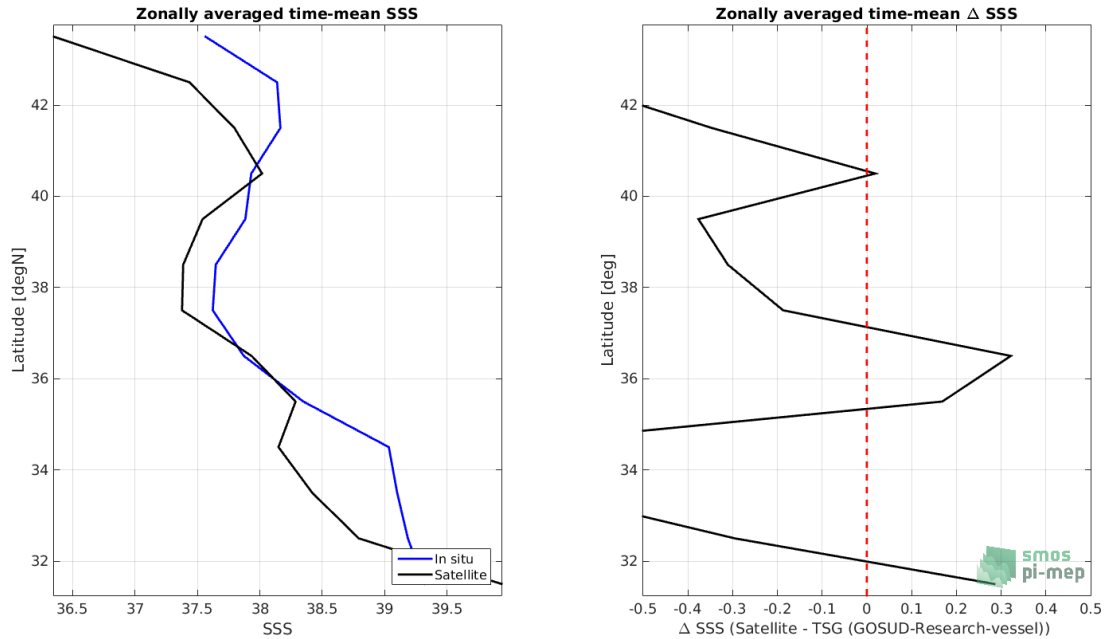 Zonally averaged time-mean SSS
Latitude [degN]
42
40
38
36
34
32
36.5 37 37.5 38 38.5 39 39.5
SSS
In situ
Satellite
Zonally averaged time-mean Δ SSS
Latitude [deg]
42
40
38
36
34
32
-0.5 -0.4 -0.3 -0.2 -0.1 0 0.1 0.2 0.3 0.4 0.5
Δ SSS (Satellite - TSG (GOSUD-Research-vessel))
smos
pi-mep